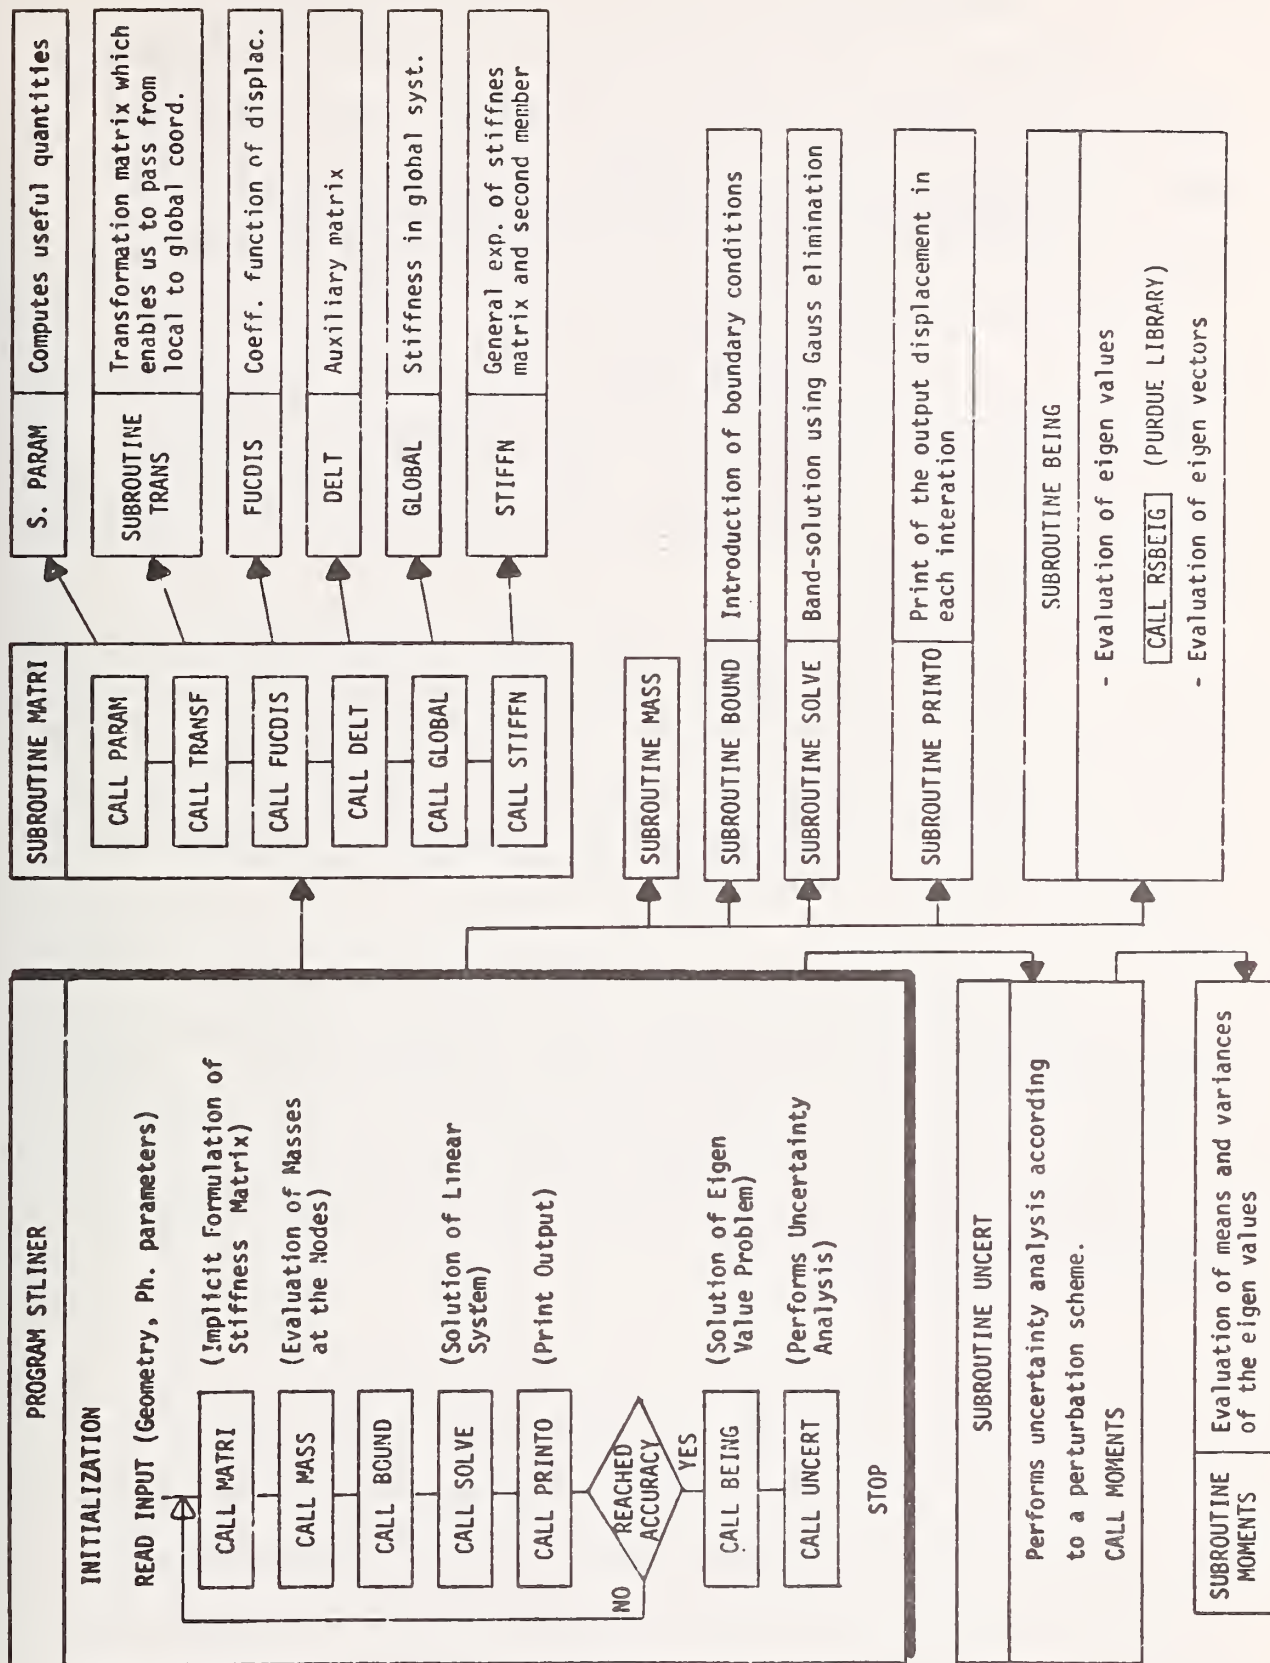 PROGRAM STLINER
INITIALIZATION
READ INPUT (Geometry, Ph. parameters)
CALL MATRI
(Implicit Formulation of
Stiffness Matrix)
CALL MASS
(Evaluation of Masses
at the Nodes)
CALL BOUND
CALL SOLVE
(Solution of Linear
System)
CALL PRINTO
(Print Output)
REACHED
ACCURACY
NO
YES
CALL BEING
(Solution of Eigen
Value Problem)
CALL UNCERT
(Performs Uncertainty
Analysis)
STOP
SUBROUTINE MATRI
CALL PARAM
CALL TRANSF
CALL FUCDIS
CALL DELT
CALL GLOBAL
CALL STIFFN
S. PARAM
Computes useful quantities
SUBROUTINE
TRANS
Transformation matrix which
enables us to pass from
local to global coord.
FUCDIS
Coeff. function of displac.
DELT
Auxiliary matrix
GLOBAL
Stiffness in global syst.
STIFFN
General exp. of stiffnes
matrix and second member
SUBROUTINE MASS
SUBROUTINE BOUND
Introduction of boundary conditions
SUBROUTINE SOLVE
Band-solution using Gauss elimination
SUBROUTINE PRINTO
Print of the output displacement in
each interation
SUBROUTINE BEING
- Evaluation of eigen values
CALL RSBEIG (PURDUE LIBRARY)
- Evaluation of eigen vectors
SUBROUTINE UNCERT
Performs uncertainty analysis according
to a perturbation scheme.
CALL MOMENTS
SUBROUTINE
MOMENTS
Evaluation of means and variances
of the eigen values